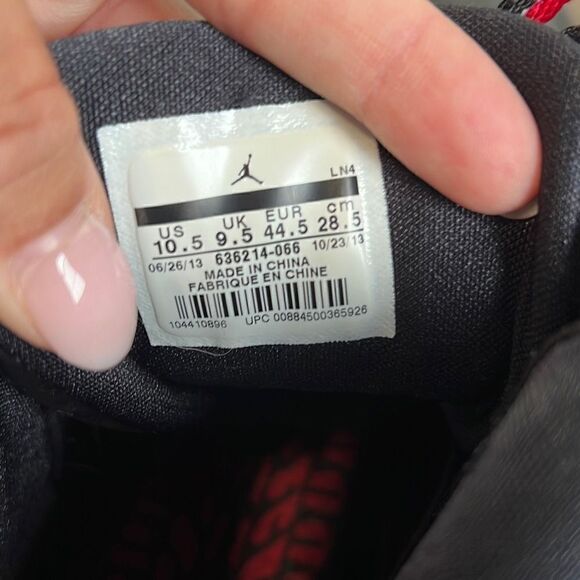 LN4
US UK EUR cm
10.5 9.5 44.5 28.5
06/26/13 636214-066 10/23/13
MADE IN CHINA
FABRIQUE EN CHINE
104410896 UPC 00884500365926